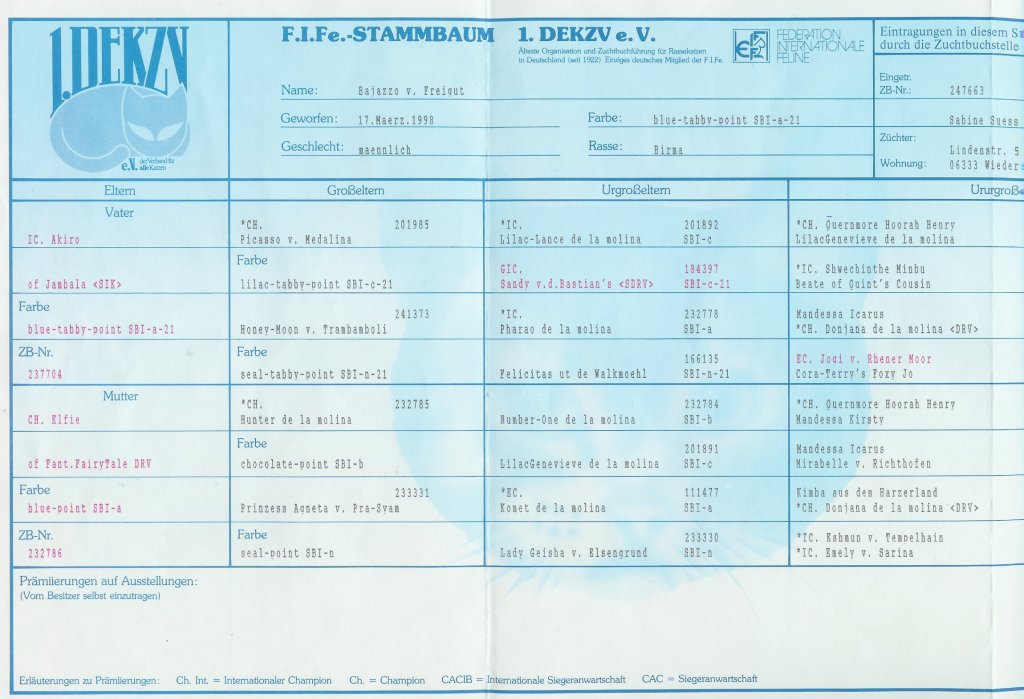 1.DEKZV
e.V. der Verband für alle Katzen
F.I.Fe.-STAMMBAUM 1. DEKZV e.V.
Älteste Organisation und Zuchtbuchführung für Rassekatzen
in Deutschland (seit 1922) Einziges deutsches Mitglied der F.I.Fe.
FEDERATION
INTERNATIONALE
FÉLINE
Eintragungen in diesem S
durch die Zuchtbuchstelle
Name: Bajazzo v. Freigut
Geworfen: 17.Maerz.1998
Farbe: blue-tabby-point SBI-a-21
Geschlecht: maennlich
Rasse: Birma
Eingetr.
ZB-Nr.: 247663
Sabine Suess
Züchter:
Lindenstr. 5
Wohnung: 06333 Wieder
Eltern Großeltern Urgroßeltern Ururgroße
Vater
IC. Akiro
of Jambala <SIK>
Farbe
blue-tabby-point SBI-a-21
ZB-Nr.
237704
Mutter
CH. Elfie
of Fant.FairyTale DRV
Farbe
blue-point SBI-a
ZB-Nr.
232786
*CH. 201985
Picasso v. Medalina
Farbe
lilac-tabby-point SBI-c-21
241373
Honey-Moon v. Trambamboli
Farbe
seal-tabby-point SBI-n-21
*CH. 232785
Hunter de la molina
Farbe
chocolate-point SBI-b
233331
Prinzess Agneta v. Pra-Syam
Farbe
seal-point SBI-n
*IC. 201892
Lilac-Lance de la molina SBI-c
GIC. 184397
Sandy v.d.Bastian's <SDRV> SBI-c-21
*IC. 232778
Pharao de la molina SBI-a
166135
Felicitas ut de Walkmoehl SBI-n-21
232784
Number-One de la molina SBI-b
201891
LilacGenevieve de la molina SBI-c
*EC. 111477
Komet de la molina SBI-a
233330
Lady Geisha v. Elsengrund SBI-n
*CH. Quernmore Hoorah Henry
LilacGenevieve de la molina
*IC. Shwechinthe Minbu
Beate of Quint's Cousin
Mandessa Icarus
*CH. Donjana de la molina <DRV>
EC. Jogi v. Rhener Moor
Cora-Terry's Foxy Jo
*CH. Quernmore Hoorah Henry
Mandessa Kirsty
Mandessa Icarus
Mirabelle v. Richthofen
Kimba aus dem Harzerland
*CH. Donjana de la molina <DRV>
*IC. Eshmun v. Tempelhain
*IC. Emely v. Sarina
Prämiierungen auf Ausstellungen:
(Vom Besitzer selbst einzutragen)
Erläuterungen zu Prämiierungen: Ch. Int. = Internationaler Champion Ch. = Champion CACIB = Internationale Siegeranwartschaft CAC = Siegeranwartschaft